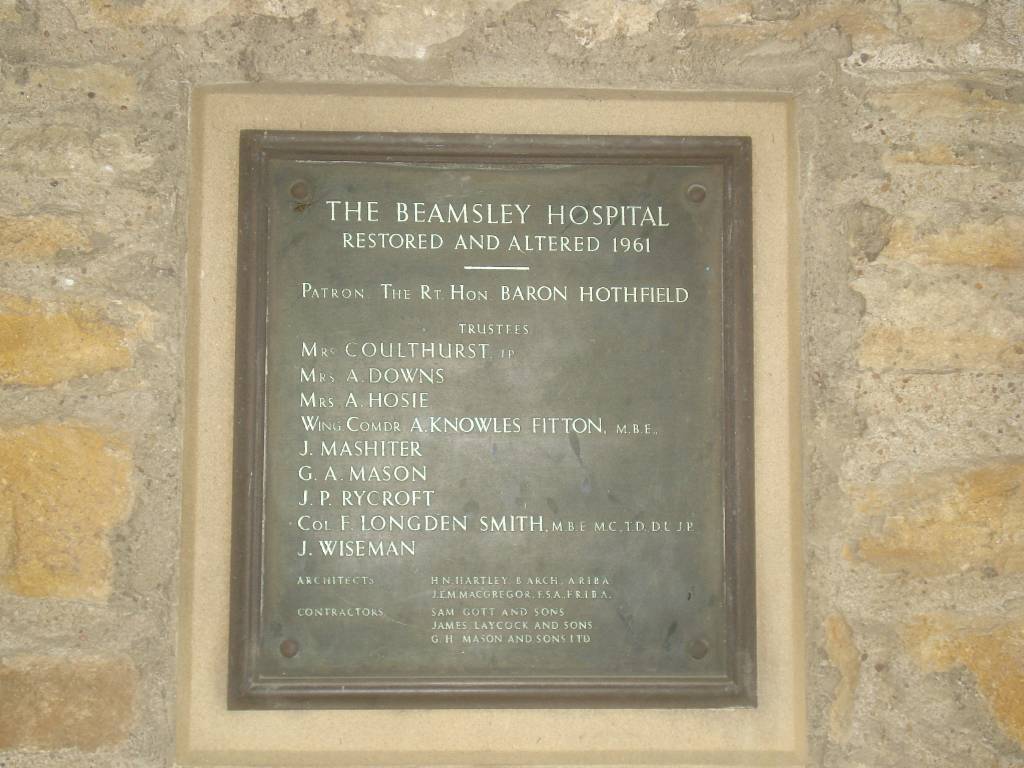 THE BEAMSLEY HOSPITAL
RESTORED AND ALTERED 1961
PATRON THE RT. HON BARON HOTHFIELD
TRUSTEES
MRS COULTHURST, J.P.
MRS A. DOWNS
MRS A. HOSIE
WING. COMDR A. KNOWLES FITTON, M.B.E.,
J. MASHITER
G. A. MASON
J. P. RYCROFT
COL. F. LONGDEN SMITH, M.B.E. M.C., T.D. D.L. J.P.
J. WISEMAN
ARCHITECTS H.N. HARTLEY, B. ARCH., A.R.I.B.A.
J.E.M. MACGREGOR, F.S.A., F.R.I.B.A.
CONTRACTORS SAM GOTT AND SONS
JAMES LAYCOCK AND SONS
G. H. MASON AND SONS LTD